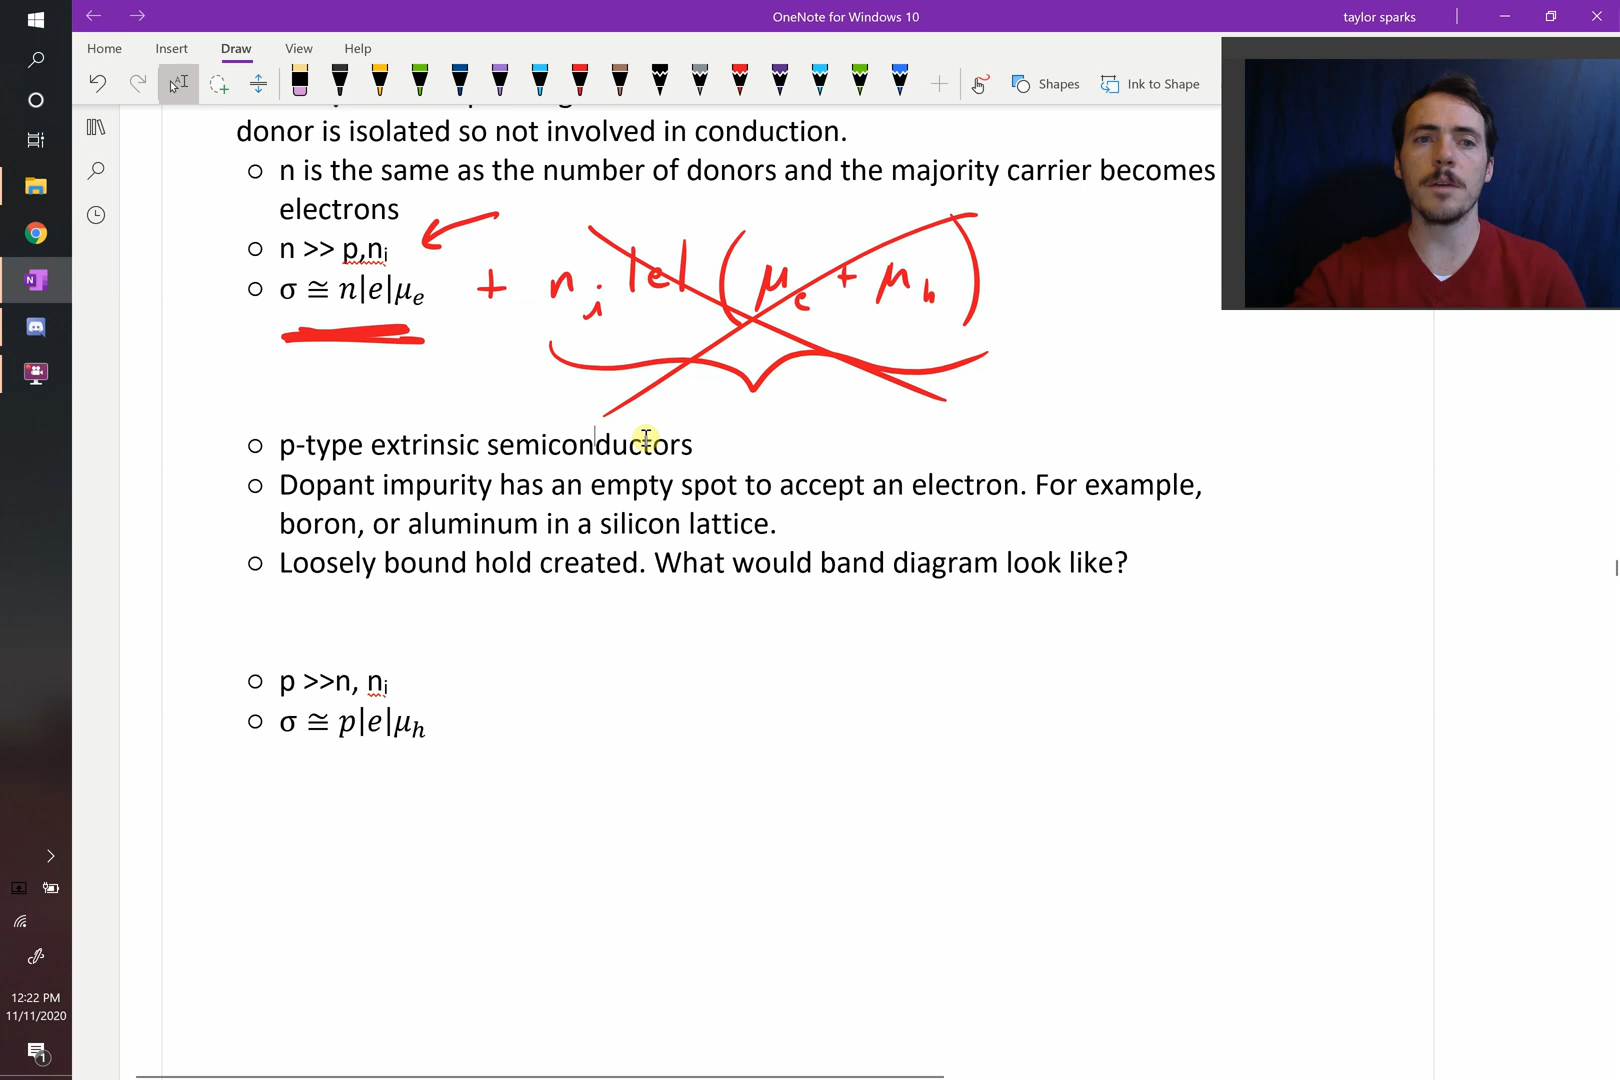 OneNote for Windows 10
taylor sparks
Home Insert Draw View Help
Shapes
Ink to Shape
donor is isolated so not involved in conduction.
○ n is the same as the number of donors and the majority carrier becomes
electrons
○ n >> p,nᵢ
○ σ ≅ n|e|μₑ + nᵢ |e| (μₑ + μₕ)
○ p-type extrinsic semiconductors
○ Dopant impurity has an empty spot to accept an electron. For example,
boron, or aluminum in a silicon lattice.
○ Loosely bound hold created. What would band diagram look like?
○ p >>n, nᵢ
○ σ ≅ p|e|μₕ
12:22 PM
11/11/2020
1